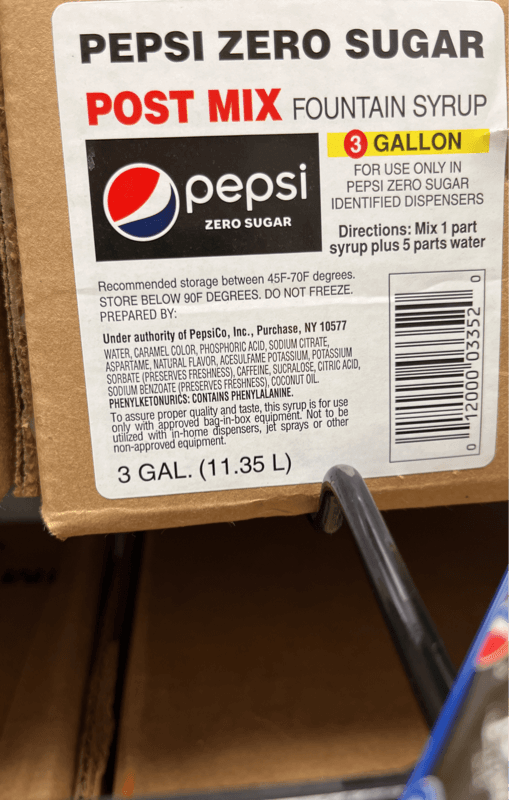 PEPSI ZERO SUGAR
POST MIX FOUNTAIN SYRUP
3 GALLON
pepsi
ZERO SUGAR
FOR USE ONLY IN
PEPSI ZERO SUGAR
IDENTIFIED DISPENSERS
Directions: Mix 1 part
syrup plus 5 parts water
Recommended storage between 45F-70F degrees.
STORE BELOW 90F DEGREES. DO NOT FREEZE.
PREPARED BY:
Under authority of PepsiCo, Inc., Purchase, NY 10577
WATER, CARAMEL COLOR, PHOSPHORIC ACID, SODIUM CITRATE,
ASPARTAME, NATURAL FLAVOR, ACESULFAME POTASSIUM, POTASSIUM
SORBATE (PRESERVES FRESHNESS), CAFFEINE, SUCRALOSE, CITRIC ACID,
SODIUM BENZOATE (PRESERVES FRESHNESS), COCONUT OIL.
PHENYLKETONURICS: CONTAINS PHENYLALANINE.
To assure proper quality and taste, this syrup is for use
only with approved bag-in-box equipment. Not to be
utilized with in-home dispensers, jet sprays or other
non-approved equipment.
3 GAL. (11.35 L)
0 12000 03352 0